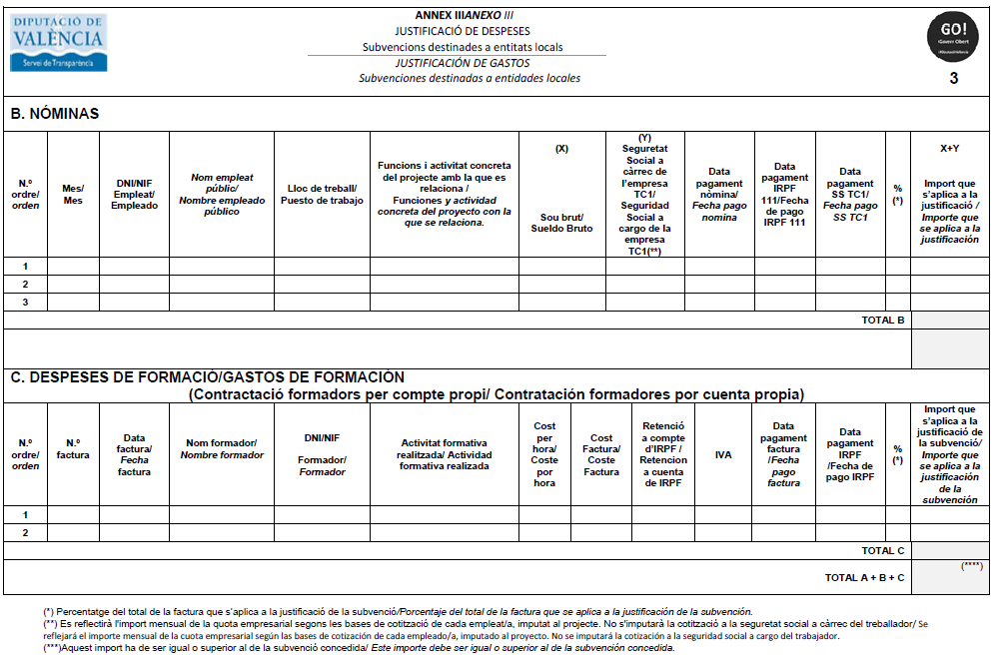 DIPUTACIÓ DE
VALÈNCIA
Servei de Transparència
ANNEX III/ANEXO III
JUSTIFICACIÓ DE DESPESES
Subvencions destinades a entitats locals
JUSTIFICACIÓN DE GASTOS
Subvenciones destinadas a entidades locales
GO!
3
B. NÓMINAS
N.º
ordre/
orden
Mes/
Mes
DNI/NIF
Empleat/
Empleado
Nom empleat
públic/
Nombre empleado
público
Lloc de treball/
Puesto de trabajo
Funcions i activitat concreta
del projecte amb la que es
relaciona /
Funciones y actividad
concreta del proyecto con la
que se relaciona.
(X)
Sou brut/
Sueldo Bruto
(Y)
Seguretat
Social a
càrrec de
l'empresa
TC1/
Seguridad
Social a
cargo de la
empresa
TC1(**)
Data
pagament
nòmina/
Fecha pago
nomina
Data
pagament
IRPF
111/Fecha
de pago
IRPF 111
Data
pagament
SS TC1/
Fecha pago
SS TC1
%
(*)
X+Y
Import que
s'aplica a la
justificació /
Importe que
se aplica a la
justificación
1
2
3
TOTAL B
C. DESPESES DE FORMACIÓ/GASTOS DE FORMACIÓN
(Contractació formadors per compte propi/ Contratación formadores por cuenta propia)
N.º
ordre/
orden
N.º
factura
Data
factura/
Fecha
factura
Nom formador/
Nombre formador
DNI/NIF
Formador/
Formador
Activitat formativa
realitzada/ Actividad
formativa realizada
Cost
per
hora/
Coste
por
hora
Cost
Factura/
Coste
Factura
Retenció
a compte
d'IRPF /
Retencion
a cuenta
de IRPF
IVA
Data
pagament
factura
/Fecha
pago
factura
Data
pagament
IRPF
/Fecha de
pago IRPF
%
(*)
Import que
s'aplica a la
justificació de
la subvenció/
Importe que
se aplica a la
justificación
de la
subvención
1
2
TOTAL C
(****)
TOTAL A + B + C
(*) Percentatge del total de la factura que s'aplica a la justificació de la subvenció/Porcentaje del total de la factura que se aplica a la justificación de la subvención.
(**) Es reflectirà l'import mensual de la quota empresarial segons les bases de cotització de cada empleat/a, imputat al projecte. No s'imputarà la cotització a la seguretat social a càrrec del treballador/ Se
reflejará el importe mensual de la cuota empresarial según las bases de cotización de cada empleado/a, imputado al proyecto. No se imputará la cotización a la seguridad social a cargo del trabajador.
(***)Aquest import ha de ser igual o superior al de la subvenció concedida/ Este importe debe ser igual o superior al de la subvención concedida.